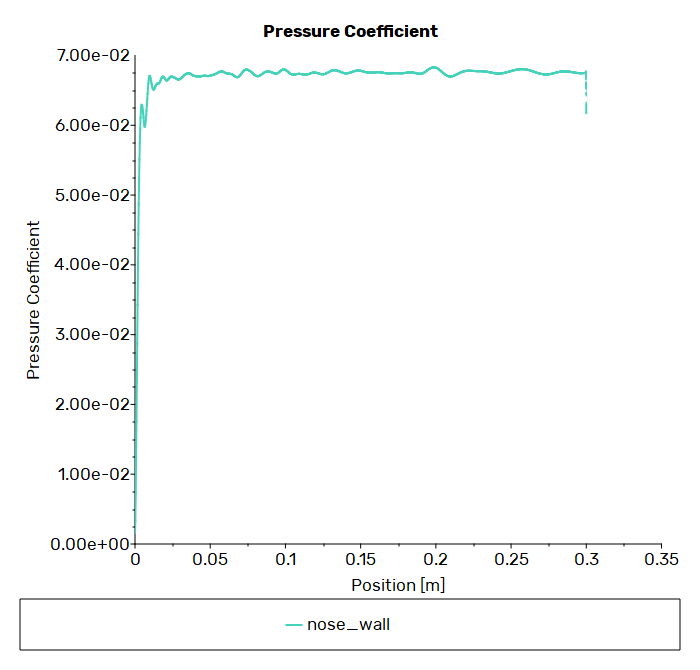 Pressure Coefficient
7.00e-02
6.00e-02
5.00e-02
4.00e-02
3.00e-02
2.00e-02
1.00e-02
0.00e+00
Pressure Coefficient
0 0.05 0.1 0.15 0.2 0.25 0.3 0.35
Position [m]
nose_wall